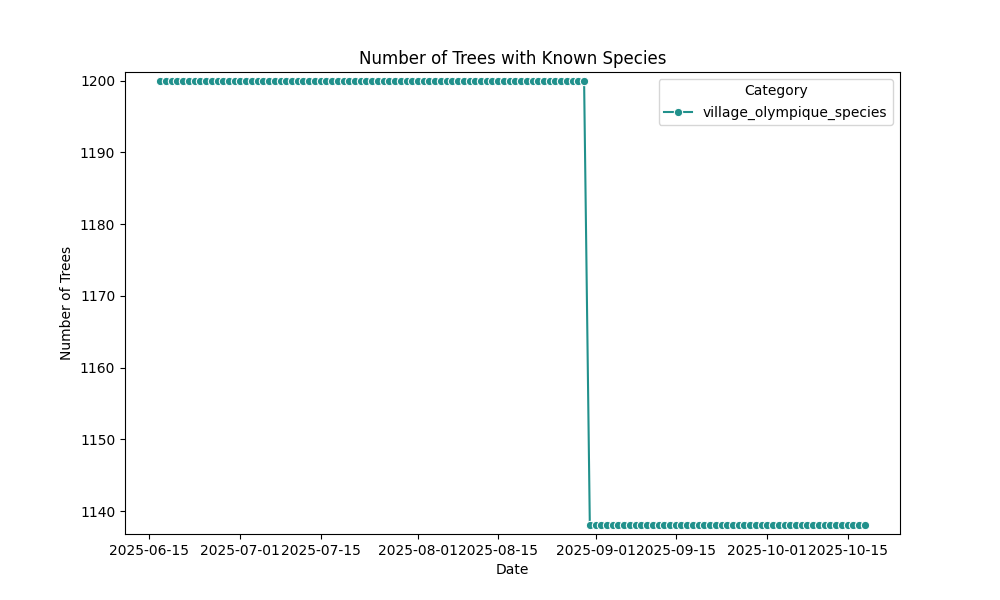 Number of Trees with Known Species
Category
village_olympique_species
1200
1190
1180
1170
1160
1150
1140
Number of Trees
2025-06-15 2025-07-01 2025-07-15 2025-08-01 2025-08-15 2025-09-01 2025-09-15 2025-10-01 2025-10-15
Date